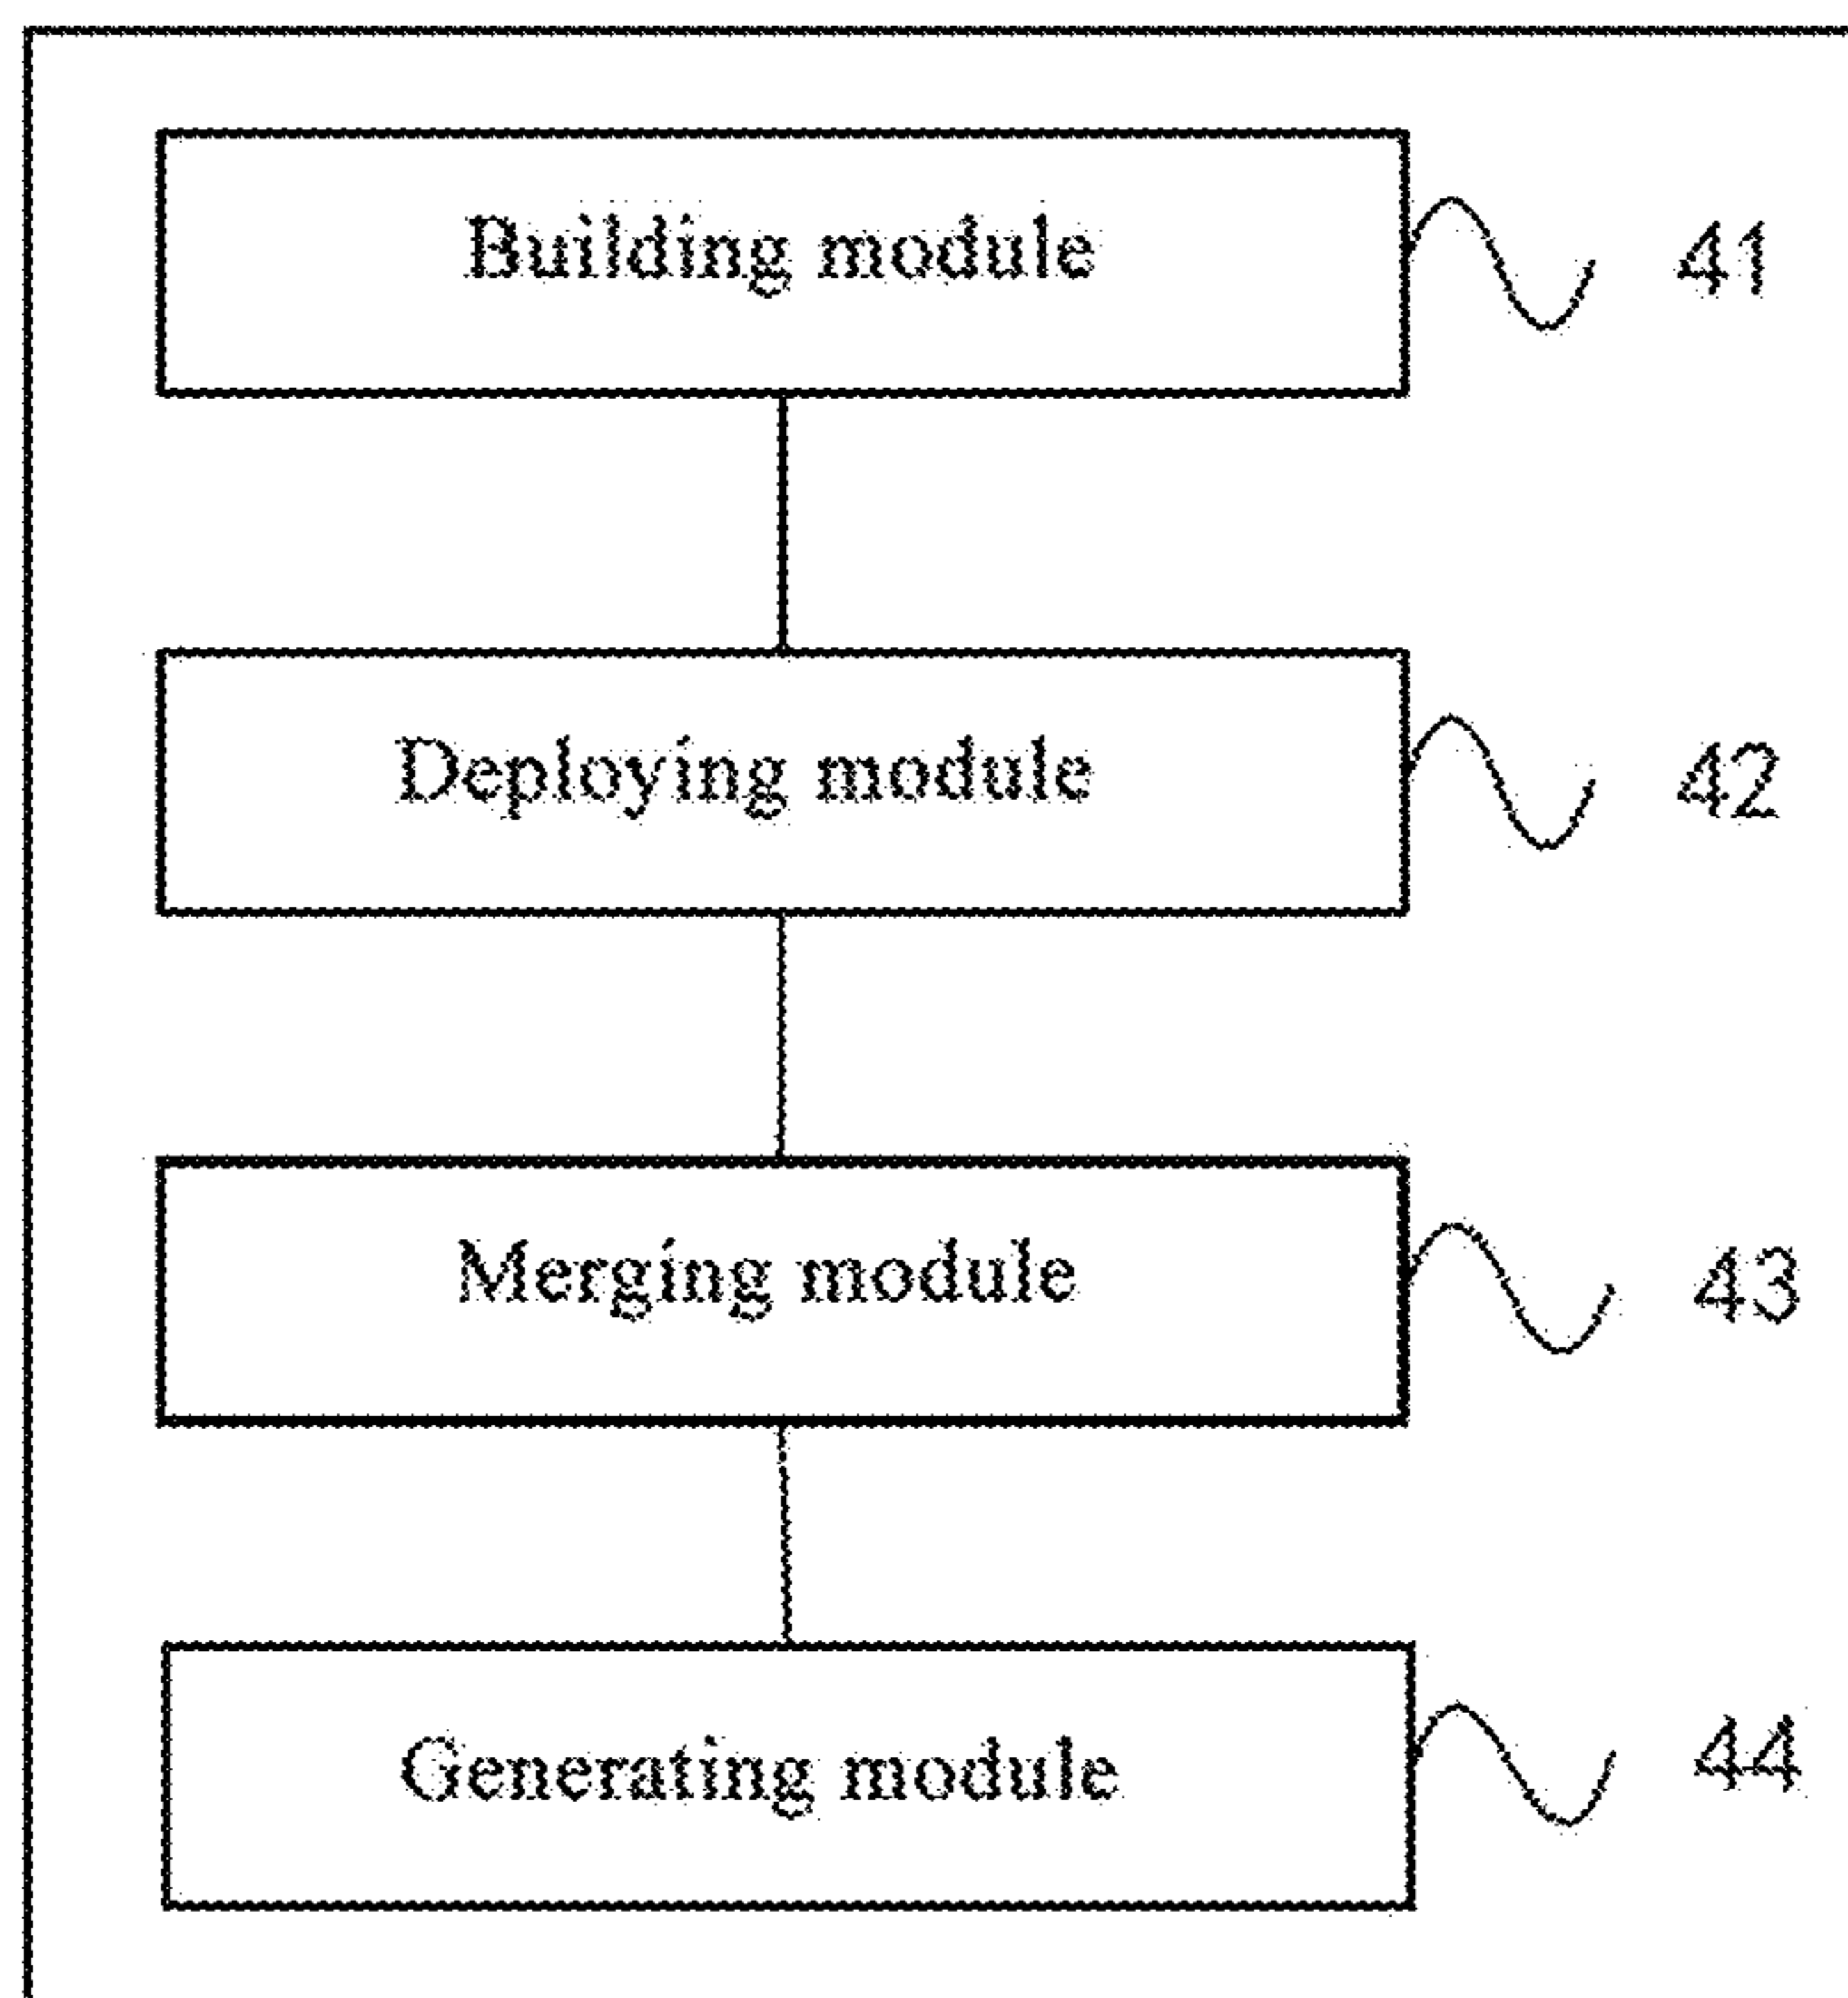 Building module 41
Deploying module 42
Merging module 43
Generating module 44